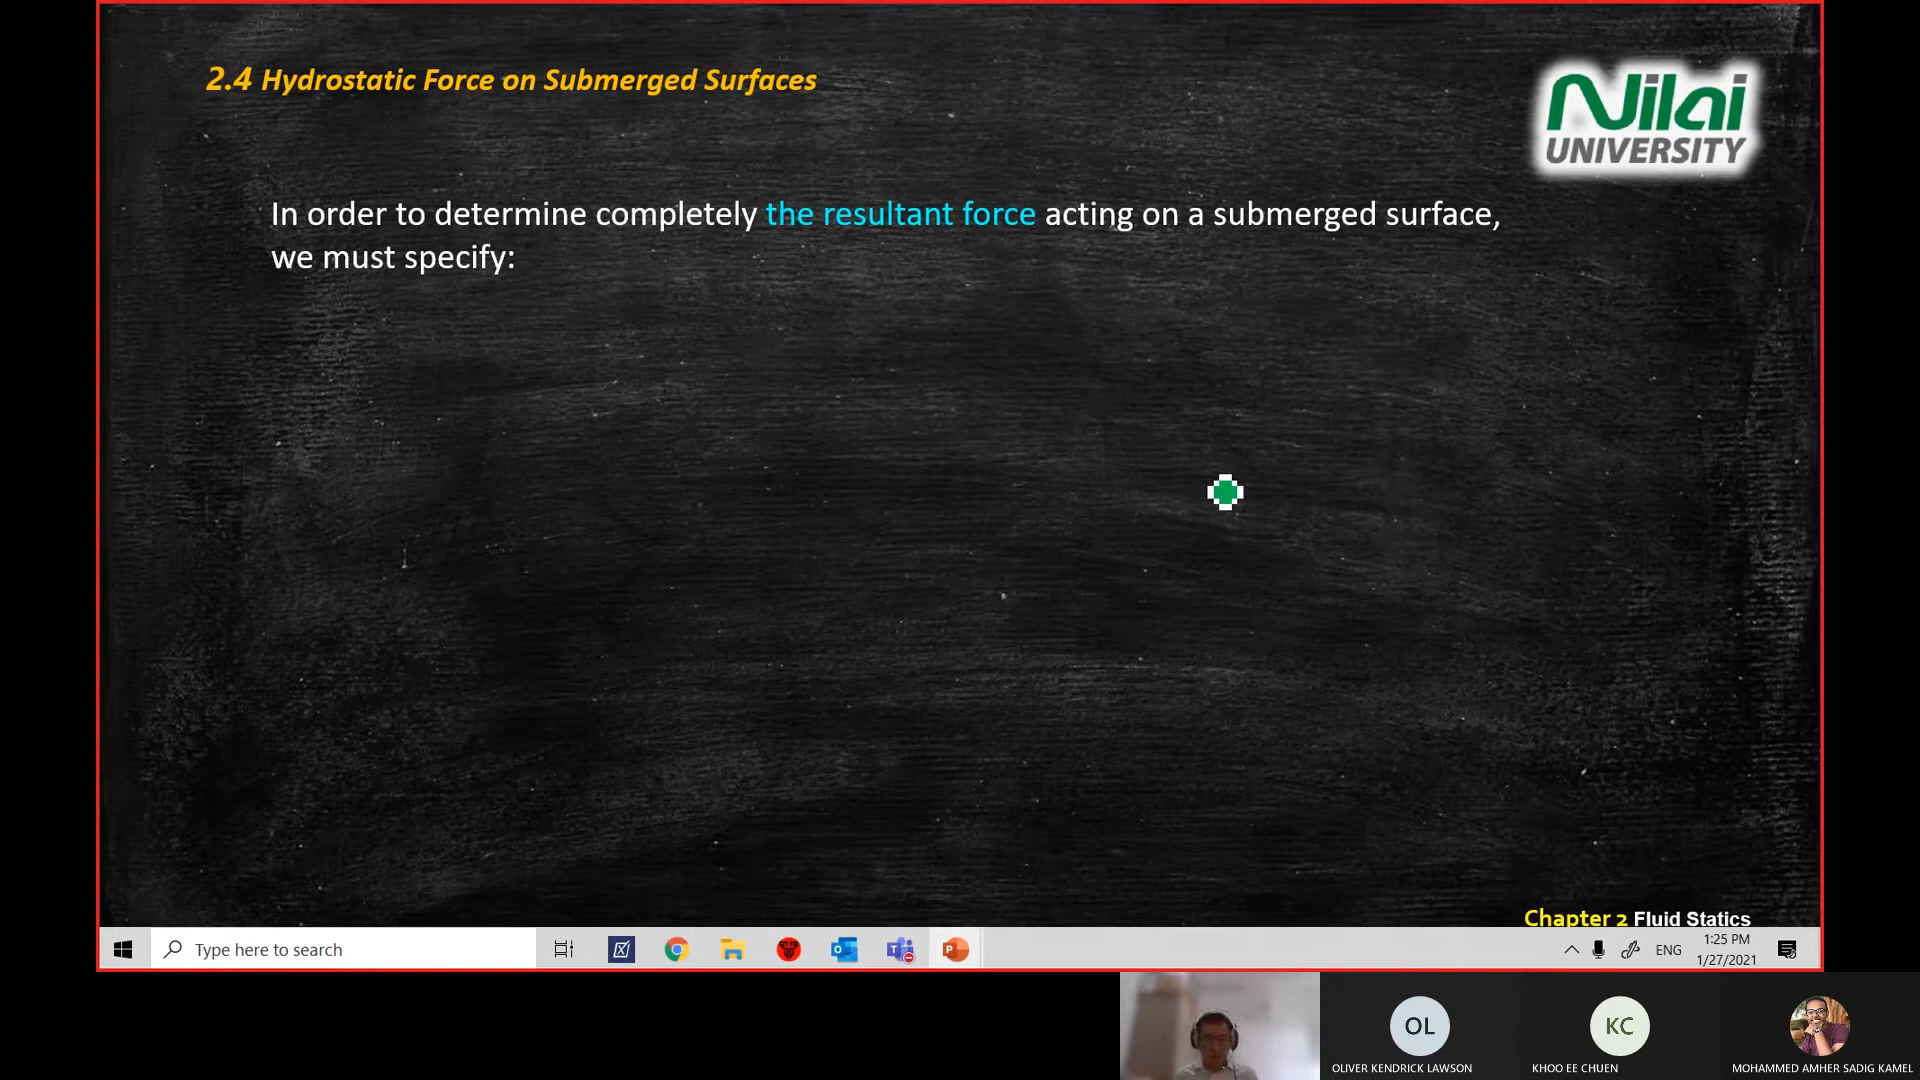 2.4 Hydrostatic Force on Submerged Surfaces
Nilai
UNIVERSITY
In order to determine completely the resultant force acting on a submerged surface,
we must specify:
Chapter 2 Fluid Statics
Type here to search
ENG
1:25 PM
1/27/2021
OL
KC
OLIVER KENDRICK LAWSON
KHOO EE CHUEN
MOHAMMED AMHER SADIG KAMEL